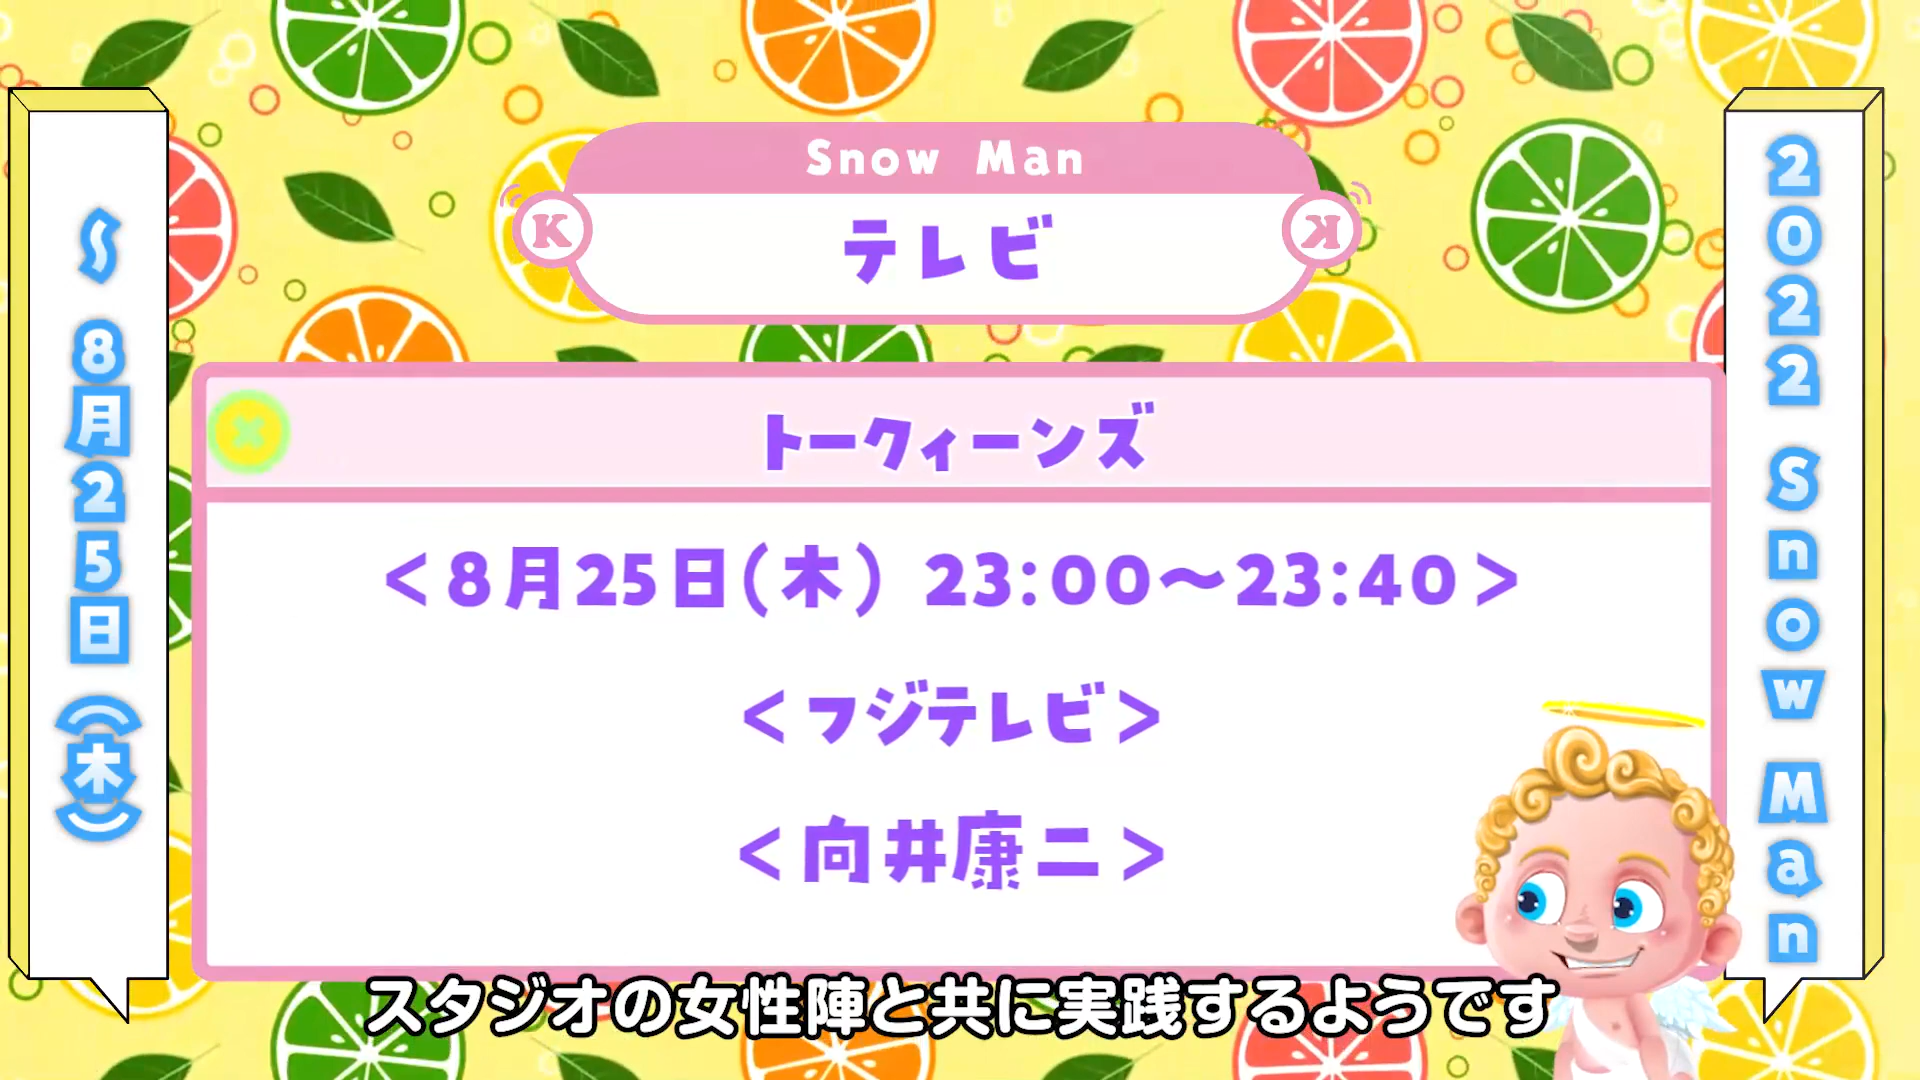 Snow Man
K
K
テレビ
トークィーンズ
<8月25日(木) 23:00〜23:40>
<フジテレビ>
<向井康二>
2022 Snow Man
〜 8月25日(木)
スタジオの女性陣と共に実践するようです